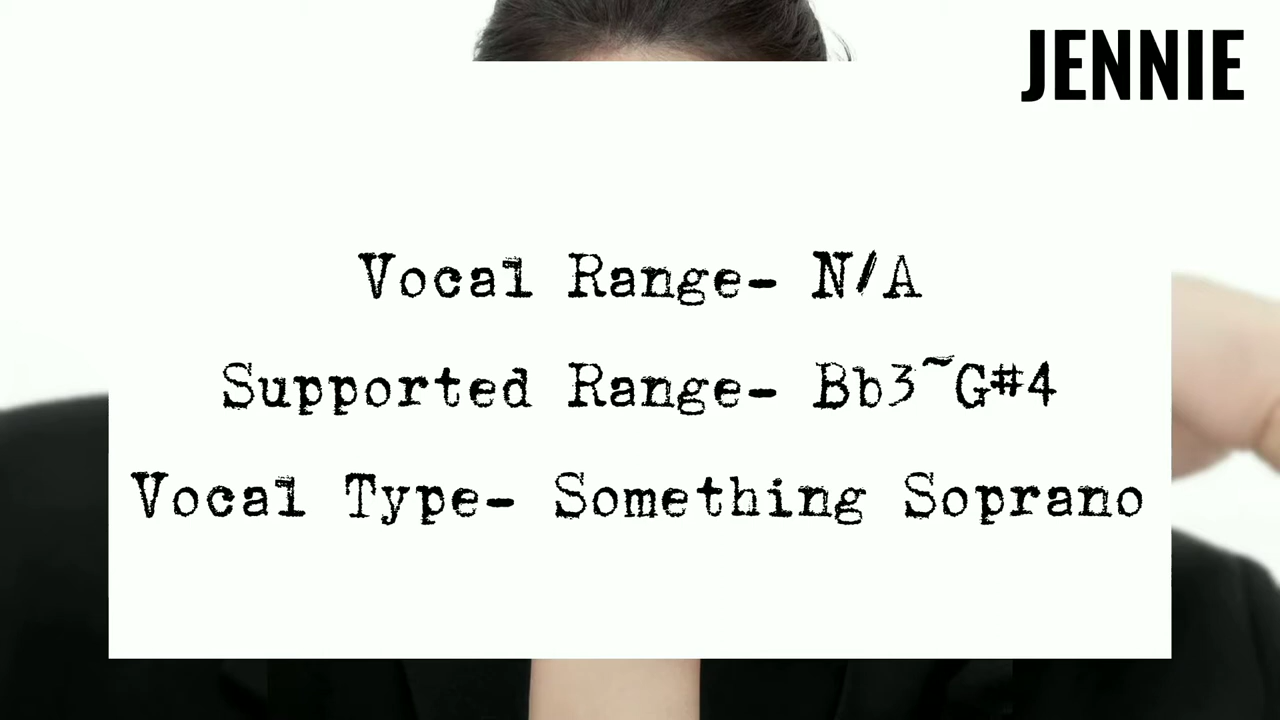 JENNIE
Vocal Range- N/A
Supported Range- Bb3~G#4
Vocal Type- Something Soprano